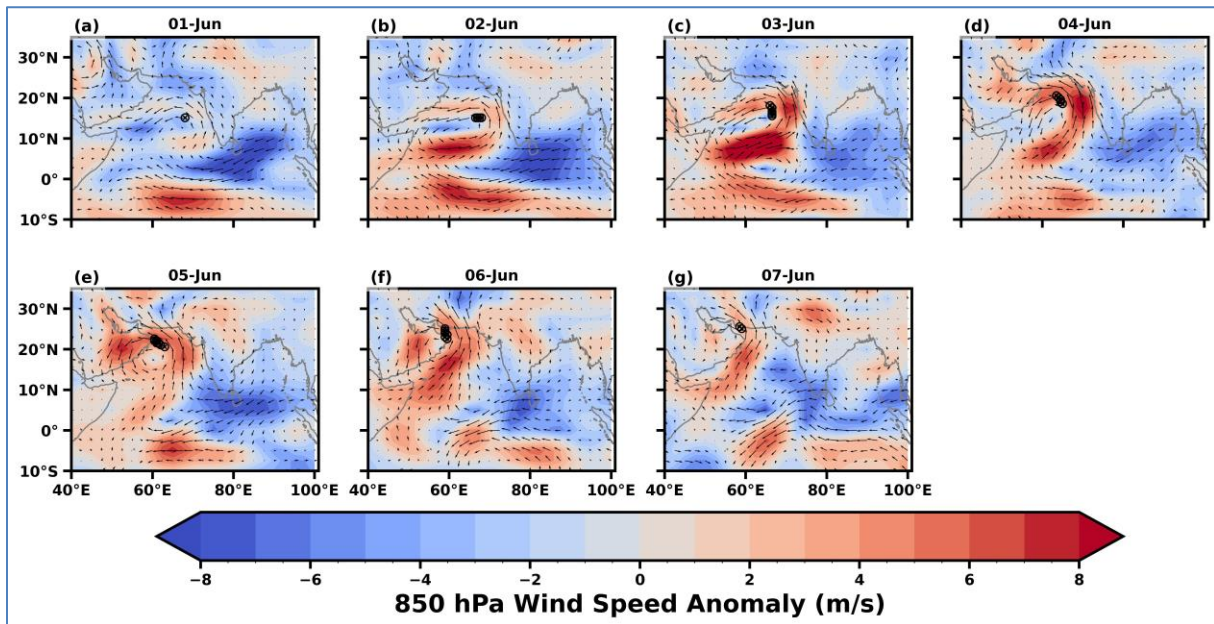 (a) 01-Jun
(b) 02-Jun
(c) 03-Jun
(d) 04-Jun
30°N
20°N
10°N
0°
10°S
(e) 05-Jun
(f) 06-Jun
(g) 07-Jun
30°N
20°N
10°N
0°
10°S
40°E 60°E 80°E 100°E 40°E 60°E 80°E 100°E 40°E 60°E 80°E 100°E
−8 −6 −4 −2 0 2 4 6 8
850 hPa Wind Speed Anomaly (m/s)